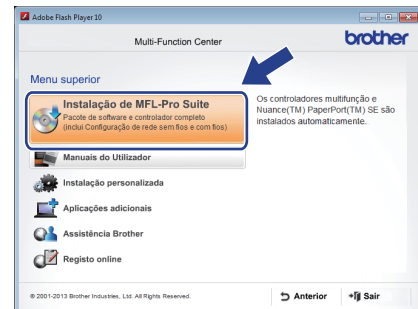 Adobe Flash Player 10
Multi-Function Center
brother
Menu superior
Instalação de MFL-Pro Suite
Pacote de software e controlador completo
(inclui Configuração de rede sem fios e com fios)
Os controladores multifunção e
Nuance(TM) PaperPort(TM) SE são
instalados automaticamente.
Manuais do Utilizador
Instalação personalizada
Aplicações adicionais
Assistência Brother
Registo online
© 2001-2013 Brother Industries, Ltd. All Rights Reserved.
Anterior
Sair